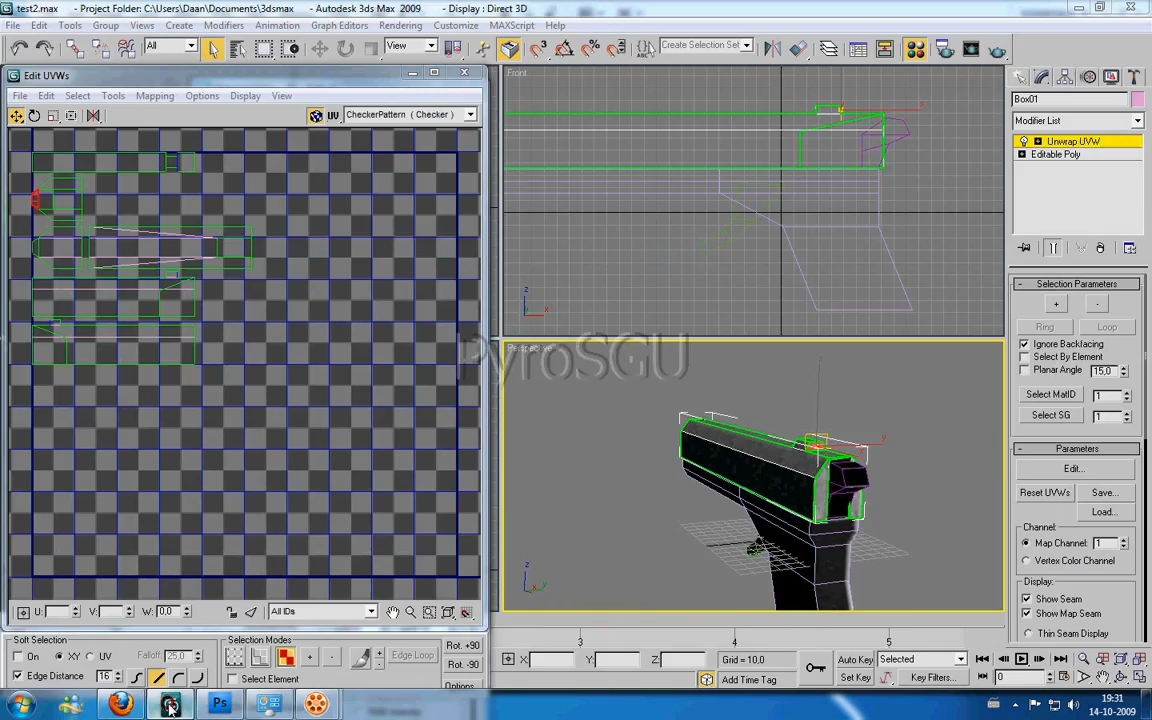 test2.max - Project Folder: C:\Users\Daan\Documents\3dsmax - Autodesk 3ds Max 2009 - Display : Direct 3D
File Edit Tools Group Views Create Modifiers Animation Graph Editors Rendering Customize MAXScript Help
All View Create Selection Set
Edit UVWs
File Edit Select Tools Mapping Options Display View
UV CheckerPattern ( Checker )
Front
z
x
Perspective
y
z
x y
PyroSGU
Box01
Modifier List
Unwrap UVW
Editable Poly
Selection Parameters
+ -
Ring Loop
Ignore Backfacing
Select By Element
Planar Angle 15,0
Select MatID 1
Select SG 1
Parameters
Edit...
Reset UVWs Save...
Load...
Channel:
Map Channel: 1
Vertex Color Channel
Display:
Show Seam
Show Map Seam
Thin Seam Display
U: V: W: 0,0 All IDs
Soft Selection
On XY UV Falloff: 25,0
Edge Distance 16
Selection Modes
+ - + - Edge Loop
Select Element
Rot. +90
Rot. -90
Options
3 4 5
X: Y: Z: Grid = 10,0
Add Time Tag
Auto Key Selected
Set Key Key Filters...
0
Ps
19:31
14-10-2009